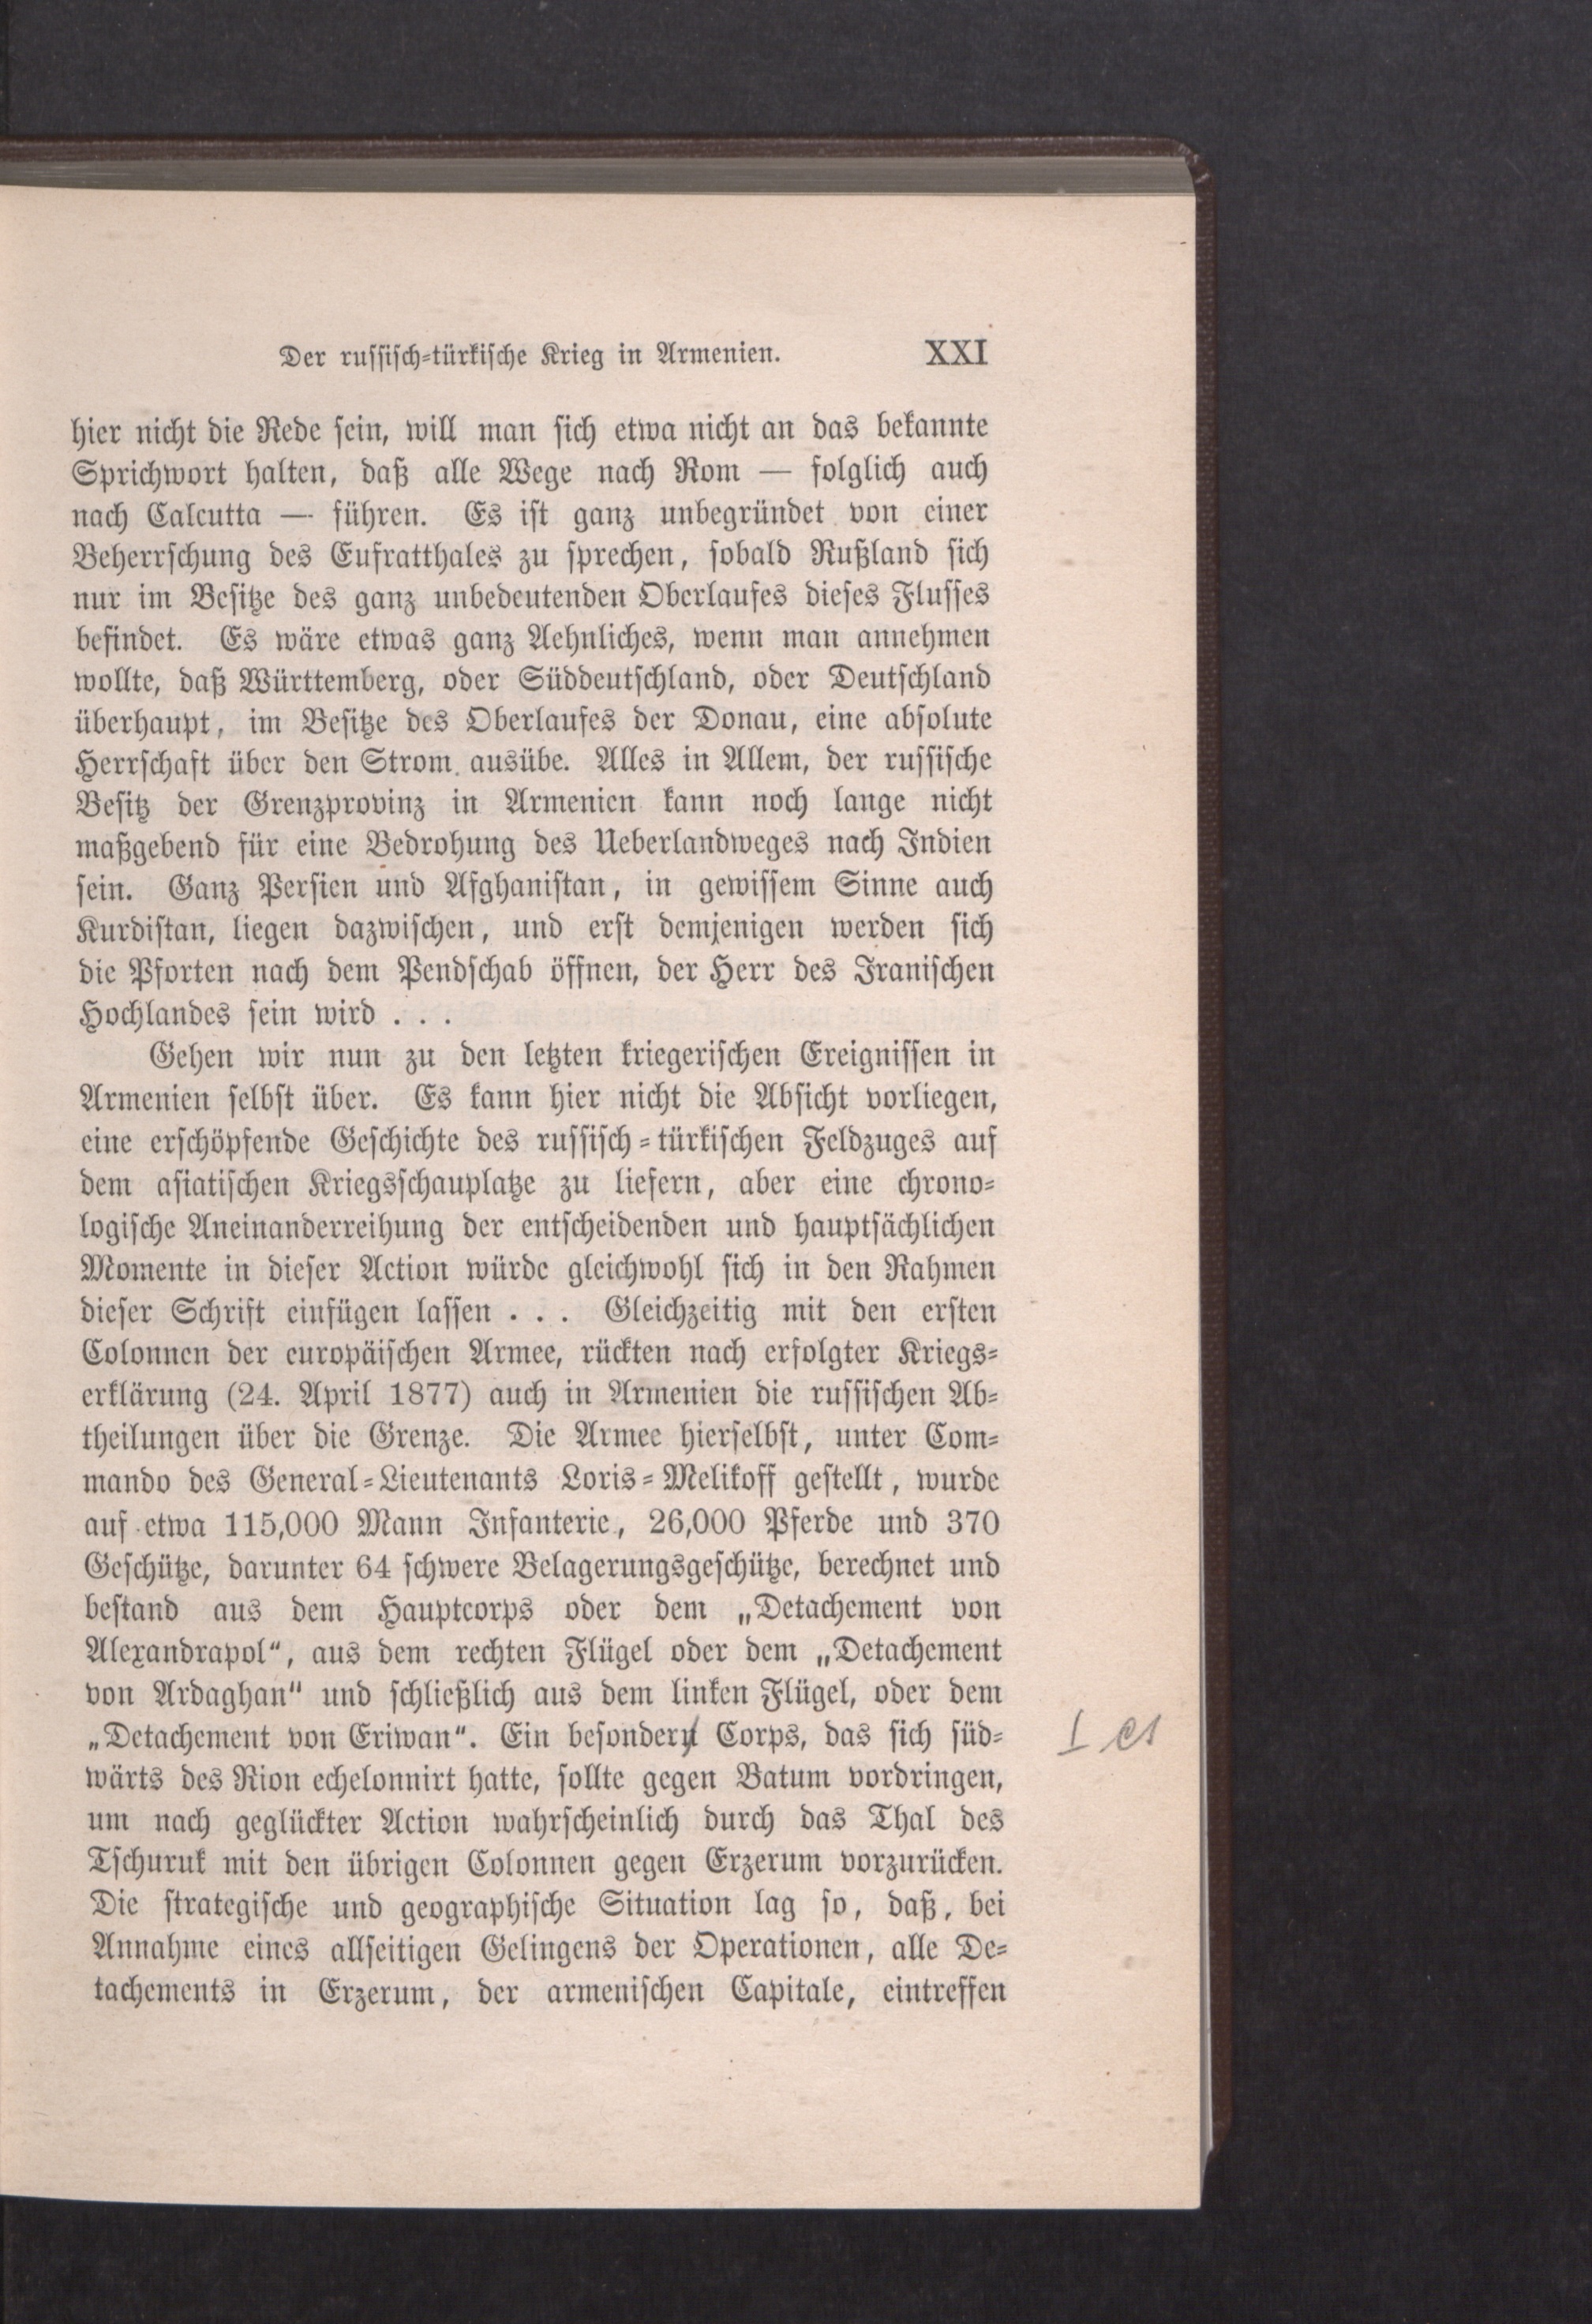 Der russisch-türkische Krieg in Armenien. XXI
hier nicht die Rede sein, will man sich etwa nicht an das bekannte
Sprichwort halten, daß alle Wege nach Rom — folglich auch
nach Calcutta — führen. Es ist ganz unbegründet von einer
Beherrschung des Eufratthales zu sprechen, sobald Rußland sich
nur im Besitze des ganz unbedeutenden Oberlaufes dieses Flusses
befindet. Es wäre etwas ganz Aehnliches, wenn man annehmen
wollte, daß Württemberg, oder Süddeutschland, oder Deutschland
überhaupt, im Besitze des Oberlaufes der Donau, eine absolute
Herrschaft über den Strom ausübe. Alles in Allem, der russische
Besitz der Grenzprovinz in Armenien kann noch lange nicht
maßgebend für eine Bedrohung des Ueberlandweges nach Indien
sein. Ganz Persien und Afghanistan, in gewissem Sinne auch
Kurdistan, liegen dazwischen, und erst demjenigen werden sich
die Pforten nach dem Pendschab öffnen, der Herr des Iranischen
Hochlandes sein wird . . .
Gehen wir nun zu den letzten kriegerischen Ereignissen in
Armenien selbst über. Es kann hier nicht die Absicht vorliegen,
eine erschöpfende Geschichte des russisch-türkischen Feldzuges auf
dem asiatischen Kriegsschauplatze zu liefern, aber eine chrono-
logische Aneinanderreihung der entscheidenden und hauptsächlichen
Momente in dieser Action würde gleichwohl sich in den Rahmen
dieser Schrift einfügen lassen . . . Gleichzeitig mit den ersten
Colonnen der europäischen Armee, rückten nach erfolgter Kriegs-
erklärung (24. April 1877) auch in Armenien die russischen Ab-
theilungen über die Grenze. Die Armee hierselbst, unter Com-
mando des General-Lieutenants Loris-Melikoff gestellt, wurde
auf etwa 115,000 Mann Infanterie, 26,000 Pferde und 370
Geschütze, darunter 64 schwere Belagerungsgeschütze, berechnet und
bestand aus dem Hauptcorps oder dem „Detachement von
Alexandrapol“, aus dem rechten Flügel oder dem „Detachement
von Ardaghan“ und schließlich aus dem linken Flügel, oder dem
„Detachement von Eriwan“. Ein besondern Corps, das sich süd- es
wärts des Rion echelonnirt hatte, sollte gegen Batum vordringen,
um nach geglückter Action wahrscheinlich durch das Thal des
Tschuruk mit den übrigen Colonnen gegen Erzerum vorzurücken.
Die strategische und geographische Situation lag so, daß, bei
Annahme eines allseitigen Gelingens der Operationen, alle De-
tachements in Erzerum, der armenischen Capitale, eintreffen